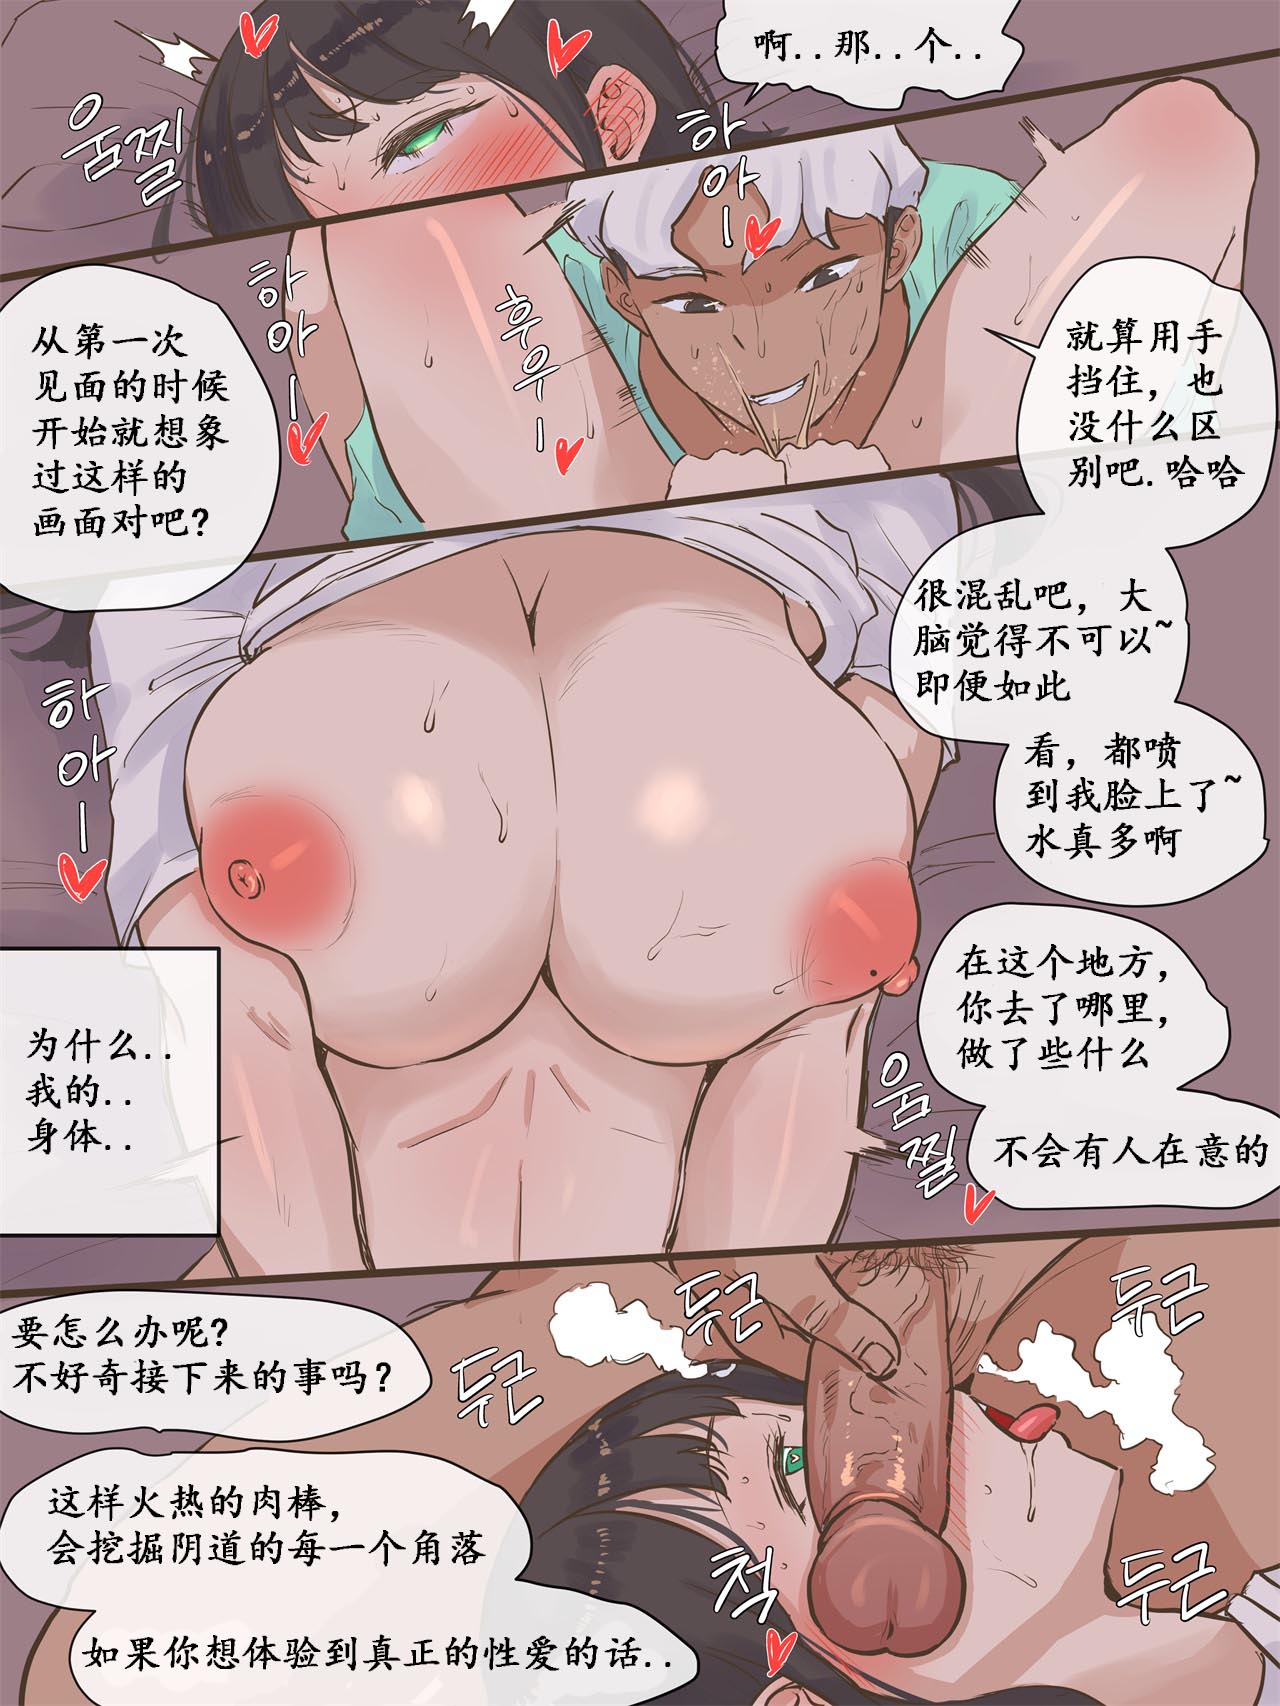 啊..那..个..
움찔
하아ㅡ
하아ㅡ
후우ㅡ
从第一次
见面的时候
开始就想象
过这样的
画面对吧?
就算用手
挡住，也
没什么区
别吧.哈哈
很混乱吧，大
脑觉得不可以~
即便如此
看，都喷
到我脸上了~
水真多啊
하아ㅡ
在这个地方，
你去了哪里，
做了些什么
不会有人在意的
움찔
为什么..
我的..
身体..
要怎么办呢?
不好奇接下来的事吗?
두근
두근
두근
두근
척
这样火热的肉棒，
会挖掘阴道的每一个角落
如果你想体验到真正的性爱的话..